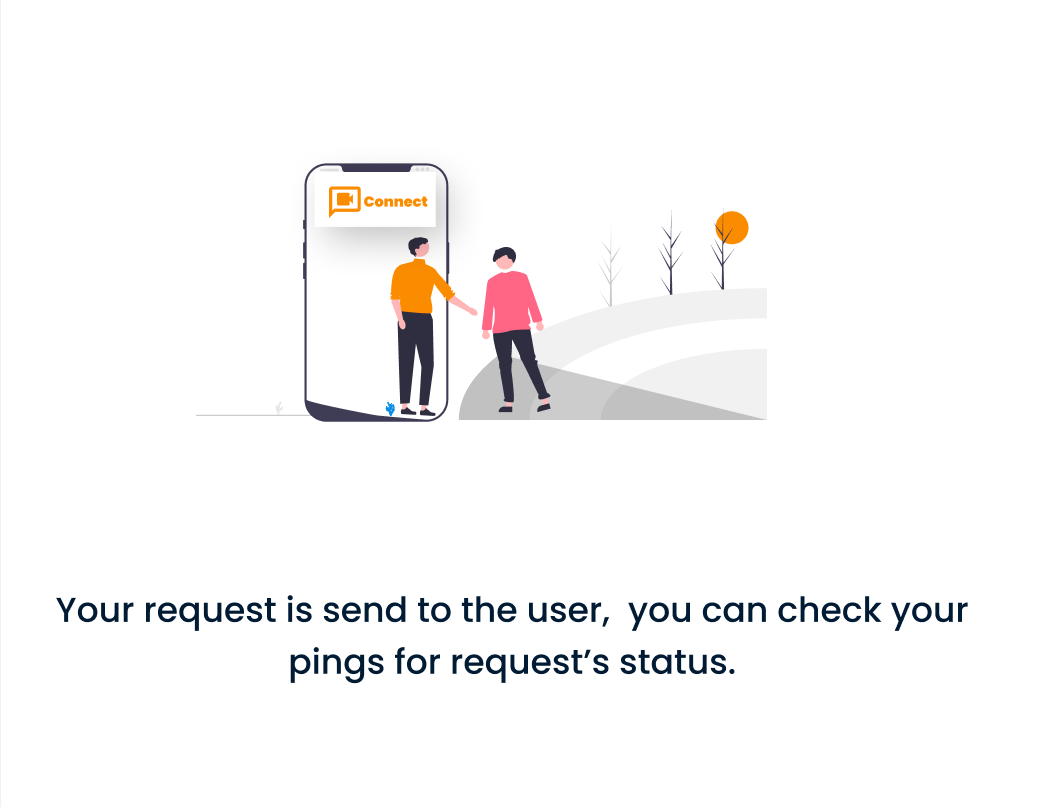 Connect
Your request is send to the user,  you can check your
pings for request’s status.